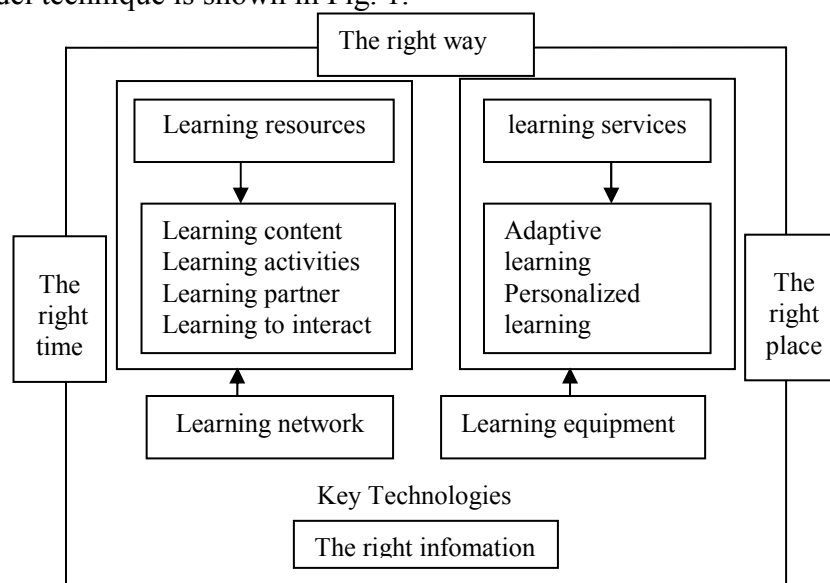 technique is shown in Fig. 1.
The right way
Learning resources
learning services
Learning content
Learning activities
Learning partner
Learning to interact
Adaptive
learning
Personalized
learning
The
right
time
The
right
place
Learning network
Learning equipment
Key Technologies
The right infomation